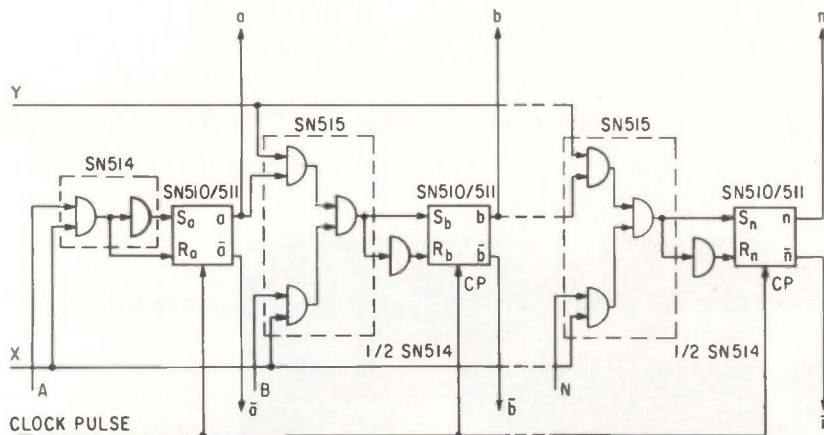 a b n
Y
SN515 SN515
SN514
SN510/511 SN510/511 SN510/511
Sa a Sb b Sn n
Ra ā Rb b̄ Rn n̄
CP CP
1/2 SN514 1/2 SN514
X
A B N
ā b̄
CLOCK PULSE